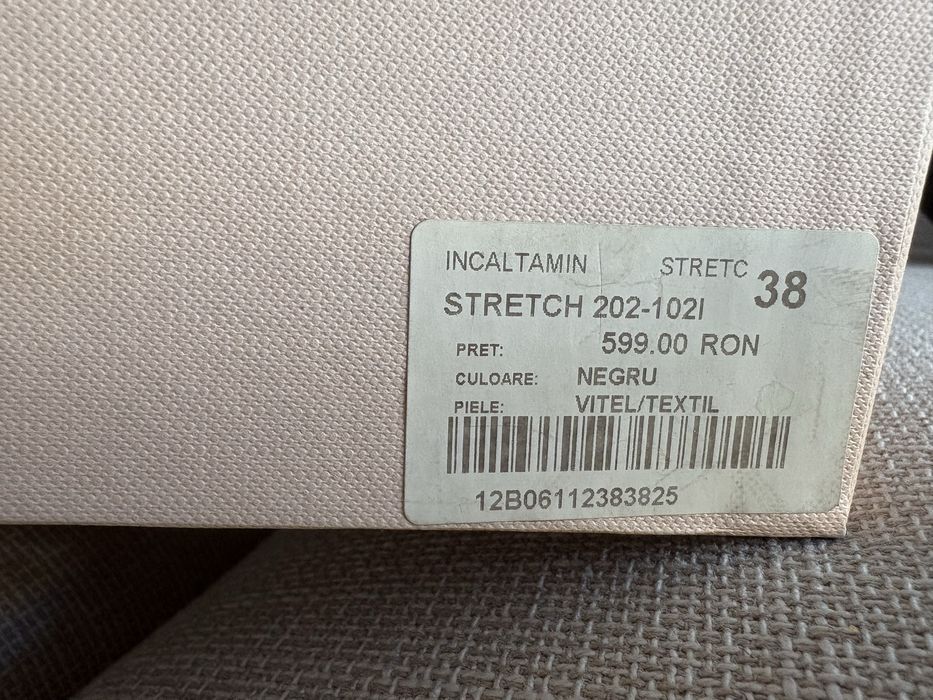 INCALTAMIN STRETC 38
STRETCH 202-102I
PRET: 599.00 RON
CULOARE: NEGRU
PIELE: VITEL/TEXTIL
12B06112383825